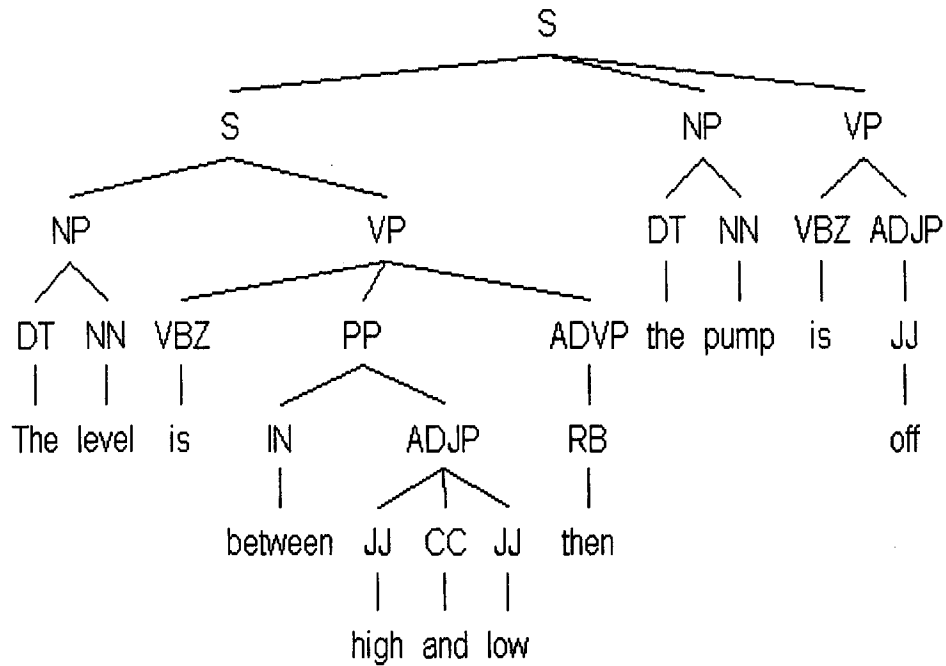 S
S NP VP
NP VP DT NN VBZ ADJP
DT NN VBZ PP ADVP the pump is JJ
The level is IN ADJP RB off
between JJ CC JJ then
high and low